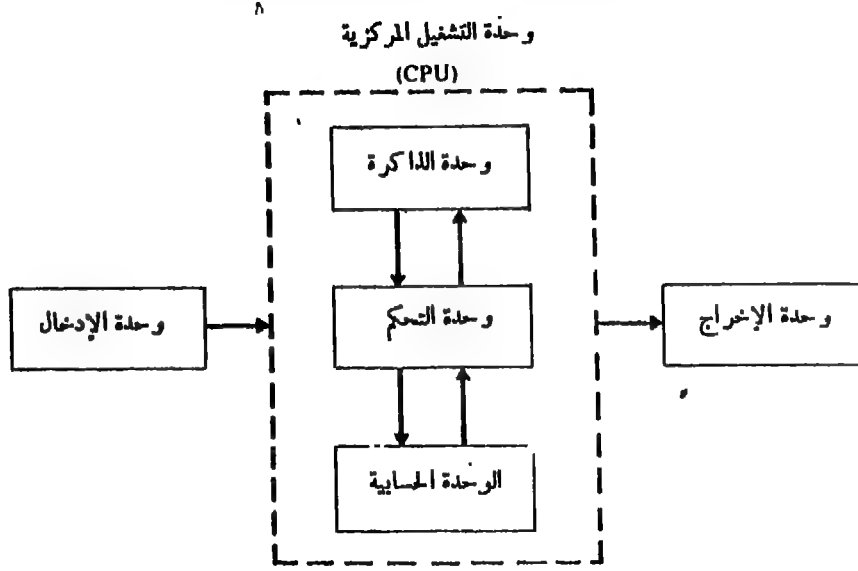 وحدة التشغيل المركزية
(CPU)
وحدة الذاكرة
وحدة الإدخال
وحدة التحكم
وحدة الإخراج
الوحدة الحسابية